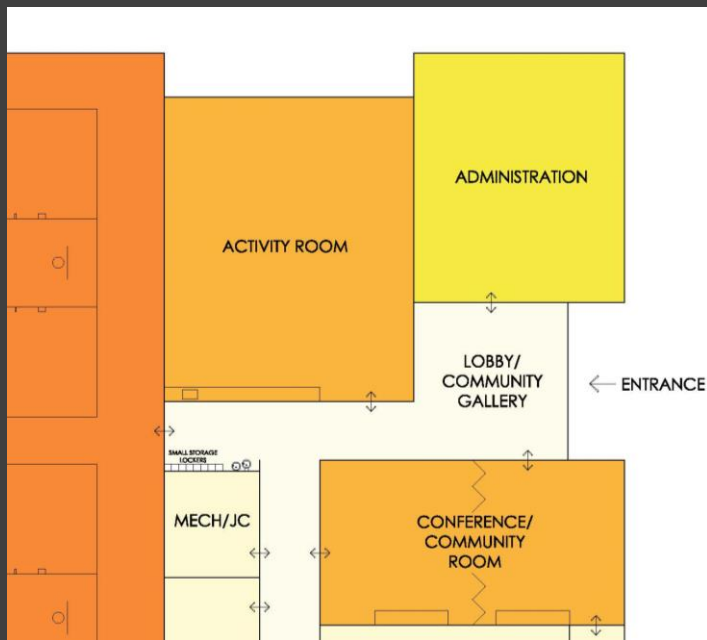 ADMINISTRATION
ACTIVITY ROOM
LOBBY/
COMMUNITY
GALLERY
ENTRANCE
SMALL STORAGE
LOCKERS
MECH/JC
CONFERENCE/
COMMUNITY
ROOM